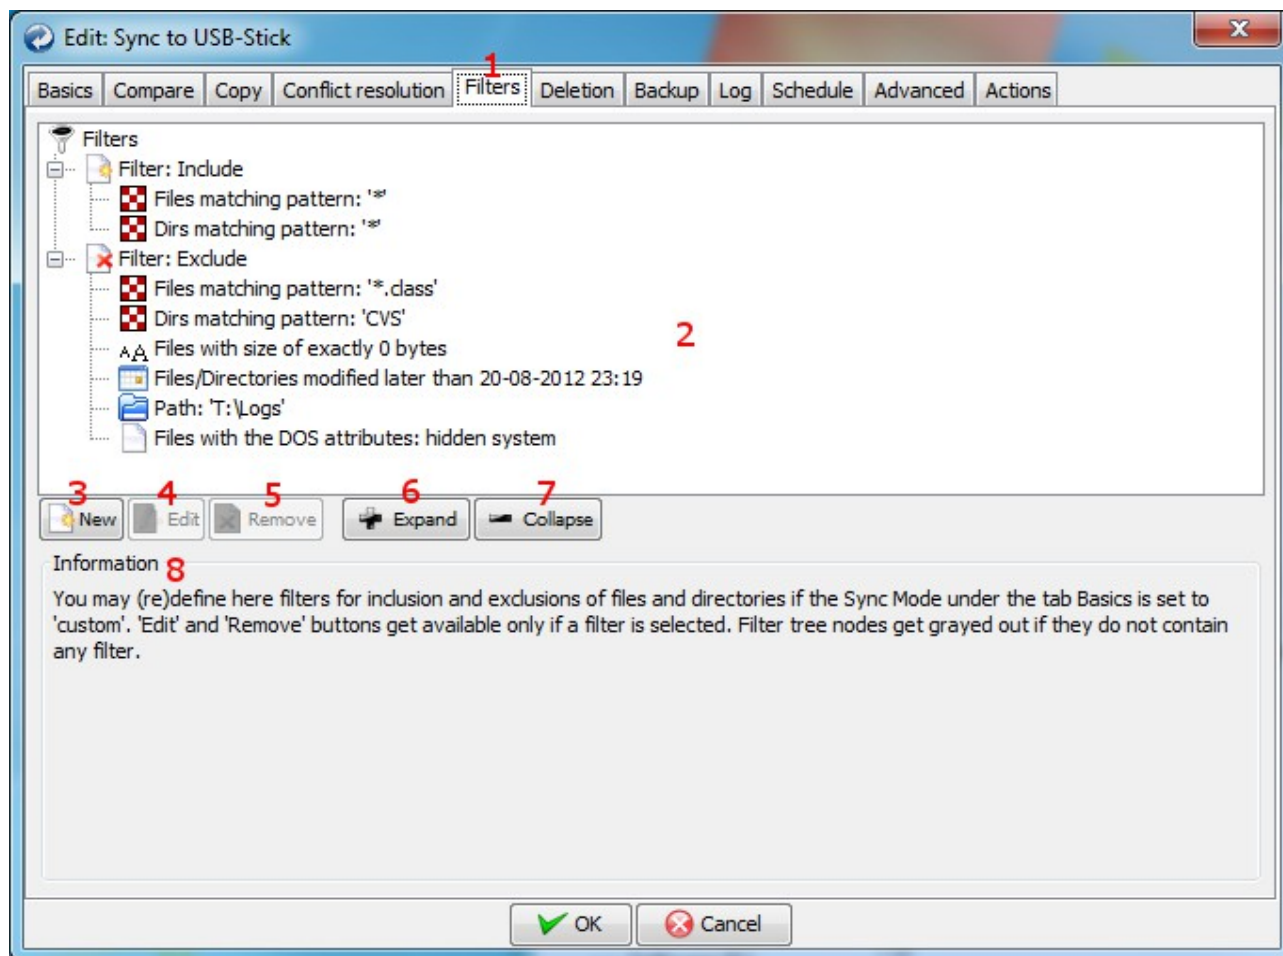 Edit: Sync to USB-Stick
X
1
Basics Compare Copy Conflict resolution Filters Deletion Backup Log Schedule Advanced Actions
Filters
Filter: Include
Files matching pattern: '*'
Dirs matching pattern: '*'
Filter: Exclude
Files matching pattern: '*.class'
Dirs matching pattern: 'CVS'
2
AA Files with size of exactly 0 bytes
Files/Directories modified later than 20-08-2012 23:19
Path: 'T:\Logs'
Files with the DOS attributes: hidden system
3 4 5 6 7
New Edit Remove Expand Collapse
Information 8
You may (re)define here filters for inclusion and exclusions of files and directories if the Sync Mode under the tab Basics is set to
'custom'. 'Edit' and 'Remove' buttons get available only if a filter is selected. Filter tree nodes get grayed out if they do not contain
any filter.
OK Cancel